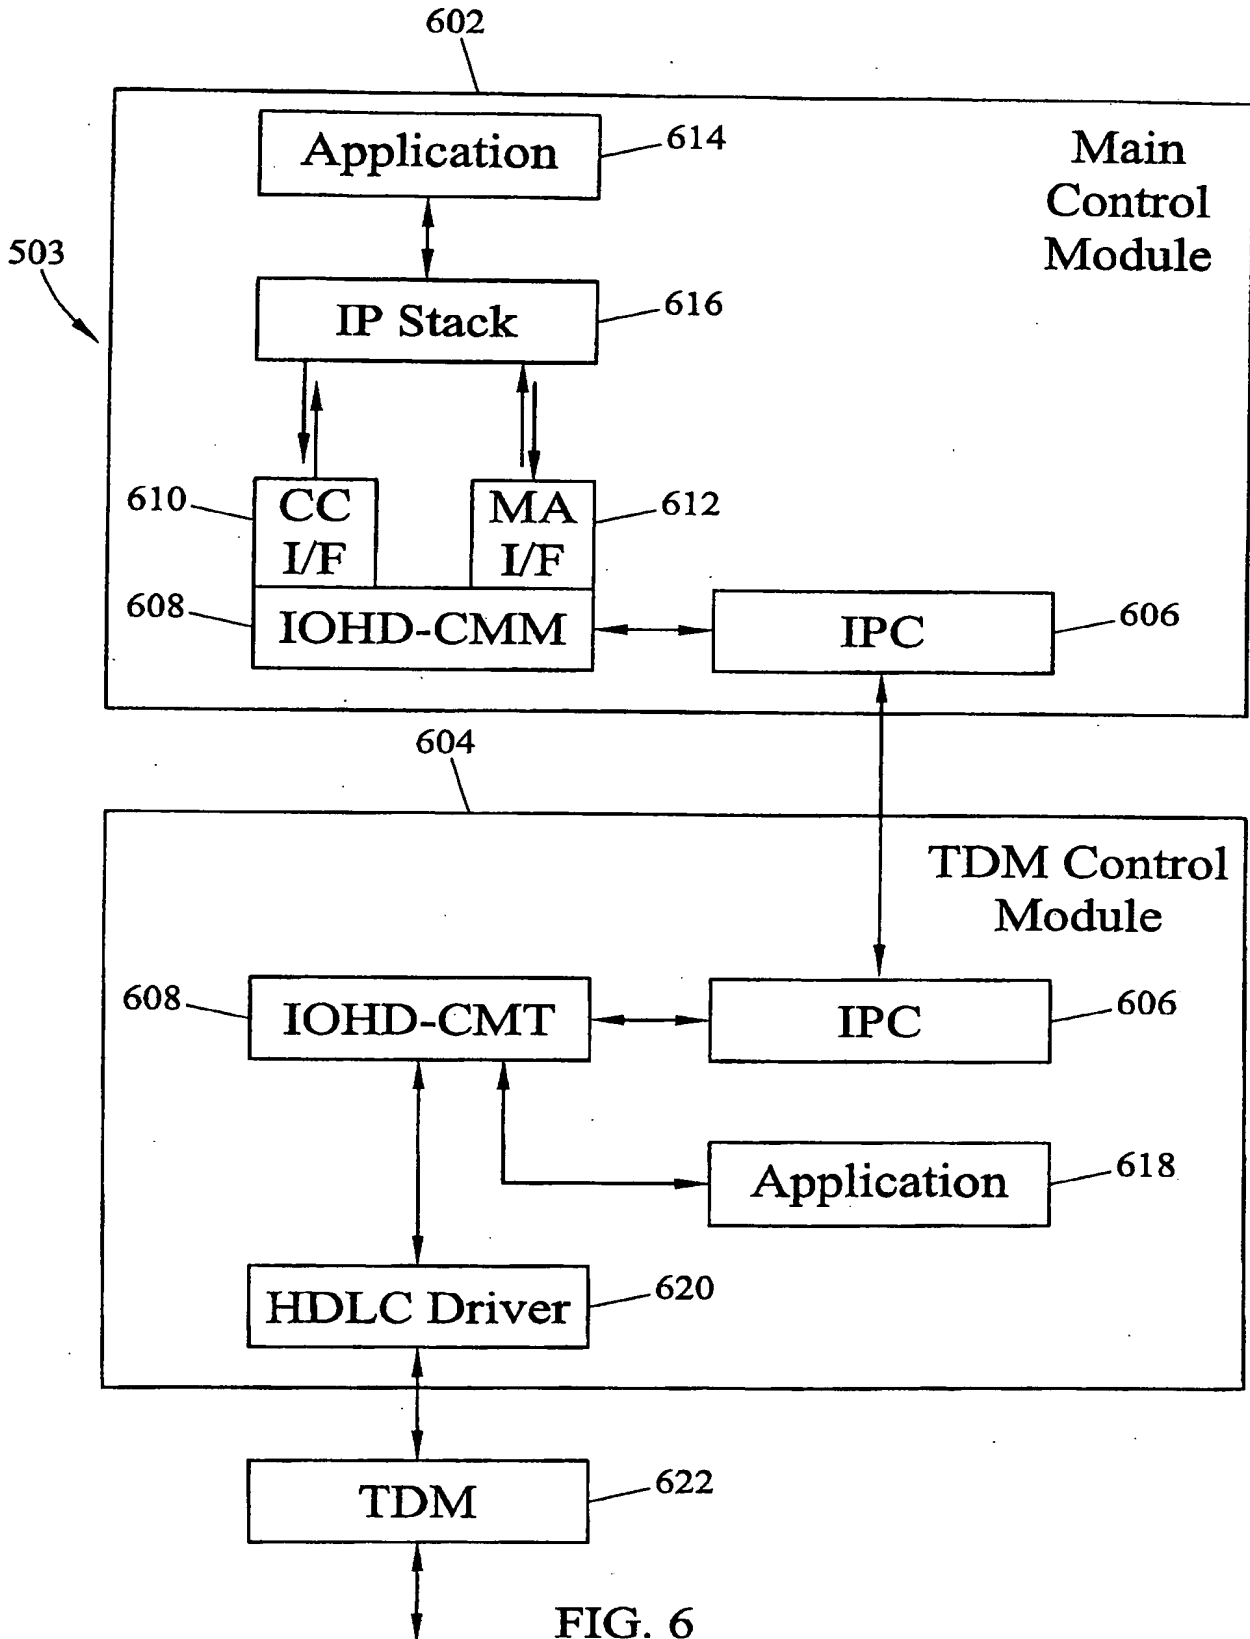 602
Application
614
Main
Control
Module
503
IP Stack
616
610
CC
I/F
MA
I/F
612
608
IOHD-CMM
IPC
606
604
TDM Control
Module
608
IOHD-CMT
IPC
606
Application
618
HDLC Driver
620
TDM
622
FIG. 6